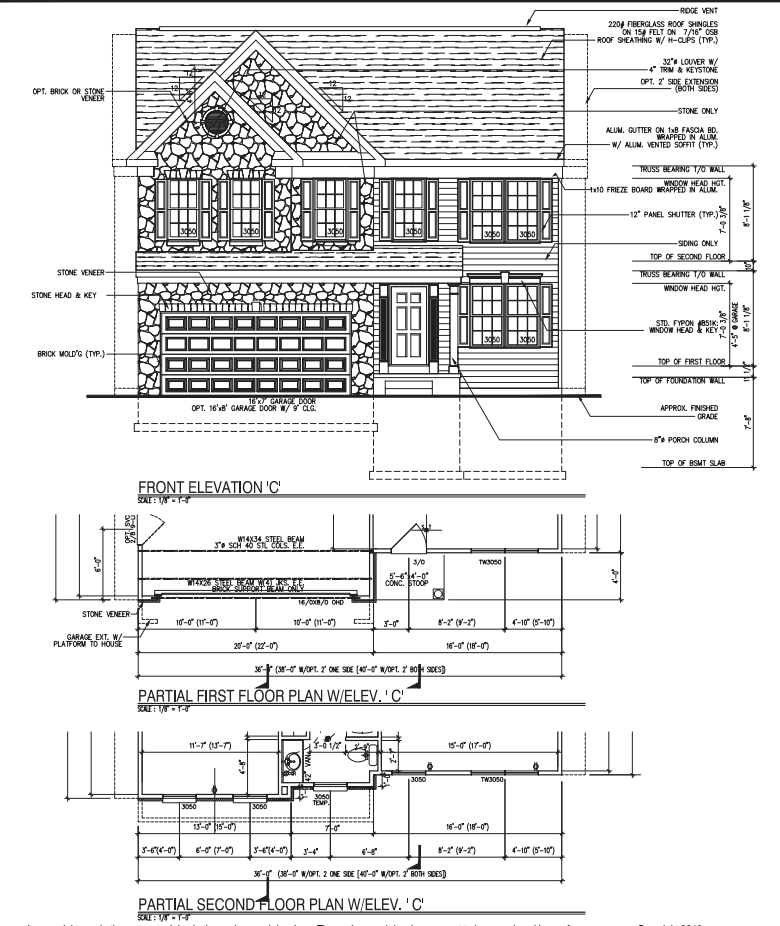 RIDGE VENT
220# FIBERGLASS ROOF SHINGLES
ON 15# FELT ON 7/16" OSB
ROOF SHEATHING W/ H-CLIPS (TYP.)
32"ø LOUVER W/
4" TRIM & KEYSTONE
OPT. 2' SIDE EXTENSION
(BOTH SIDES)
STONE ONLY
ALUM. GUTTER ON 1x8 FASCIA BD.
WRAPPED IN ALUM.
W/ ALUM. VENTED SOFFIT (TYP.)
OPT. BRICK OR STONE
VENEER
12
12
12
12
TRUSS BEARING T/O WALL
WINDOW HEAD HGT.
1x10 FRIEZE BOARD WRAPPED IN ALUM.
12" PANEL SHUTTER (TYP.)
7'-0 3/8"
8'-1 1/8"
3050 3050 3050 3050 3050 3050
SIDING ONLY
TOP OF SECOND FLOOR
10"
STONE VENEER
TRUSS BEARING T/O WALL
WINDOW HEAD HGT.
STONE HEAD & KEY
STD. FYPON #B51K:
WINDOW HEAD & KEY
7'-0 3/8"
4'-5" @ GARAGE
8'-1 1/8"
3050 3050
BRICK MOLD'G (TYP.)
TOP OF FIRST FLOOR
TOP OF FOUNDATION WALL
16'x7' GARAGE DOOR
OPT. 16'x8' GARAGE DOOR W/ 9' CLG.
APPROX. FINISHED
GRADE
7'-8"
8"ø PORCH COLUMN
TOP OF BSMT SLAB
FRONT ELEVATION 'C'
SCALE : 1/8" = 1'-0"
OPT. SVC
W14X34 STEEL BEAM
3"ø SCH 40 STL COLS. E.E.
6'-0"
W14X26 STEEL BEAM W(4) JKS. E.E.
BRICK SUPPORT BEAM ONLY
16/0X8/0 OHD
3/0
TW3050
5'-6"x4'-0"
CONC. STOOP
4'-0"
STONE VENEER
GARAGE EXT. W/
PLATFORM TO HOUSE
10'-0" (11'-0") 10'-0" (11'-0") 3'-0" 8'-2" (9'-2") 4'-10" (5'-10")
20'-0" (22'-0") 16'-0" (18'-0")
36'-0" (38'-0" W/OPT. 2' ONE SIDE [40'-0" W/OPT. 2' BOTH SIDES])
PARTIAL FIRST FLOOR PLAN W/ELEV. ' C'
SCALE : 1/8" = 1'-0"
11'-7" (13'-7") 3'-0 1/2" 15'-0" (17'-0")
4'-8"
42" VAN
3050 3050 3050 TW3050
TEMP.
13'-0" (15'-0") 7'-0" 16'-0" (18'-0")
3'-6"(4'-0") 6'-0" (7'-0") 3'-6"(4'-0") 3'-4" 6'-8" 8'-2" (9'-2") 4'-10" (5'-10")
36'-0" (38'-0" W/OPT. 2 ONE SIDE [40'-0" W/OPT. 2' BOTH SIDES])
PARTIAL SECOND FLOOR PLAN W/ELEV. ' C'
SCALE : 1/8" = 1'-0"